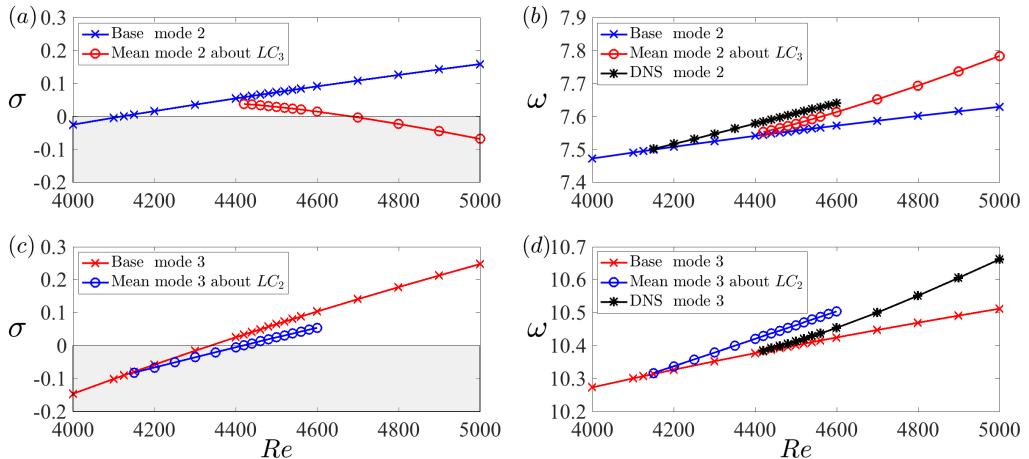 (a)
0.3
0.2
0.1
0
-0.1
-0.2
σ
Base mode 2
Mean mode 2 about LC₃
4000 4200 4400 4600 4800 5000
(b)
7.9
7.8
7.7
7.6
7.5
7.4
ω
Base mode 2
Mean mode 2 about LC₃
DNS mode 2
4000 4200 4400 4600 4800 5000
(c)
0.3
0.2
0.1
0
-0.1
-0.2
σ
Base mode 3
Mean mode 3 about LC₂
4000 4200 4400 4600 4800 5000
Re
(d)
10.7
10.6
10.5
10.4
10.3
10.2
ω
Base mode 3
Mean mode 3 about LC₂
DNS mode 3
4000 4200 4400 4600 4800 5000
Re